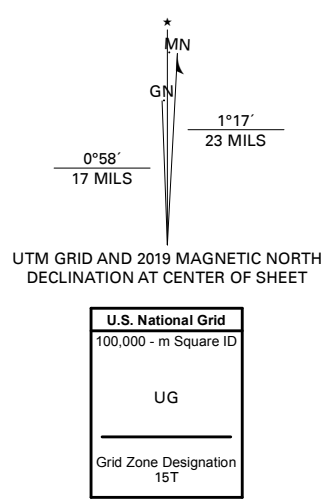 ★
MN
GN
1°17´
23 MILS
0°58´
17 MILS
UTM GRID AND 2019 MAGNETIC NORTH
DECLINATION AT CENTER OF SHEET
U.S. National Grid
100,000 - m Square ID
UG
Grid Zone Designation
15T